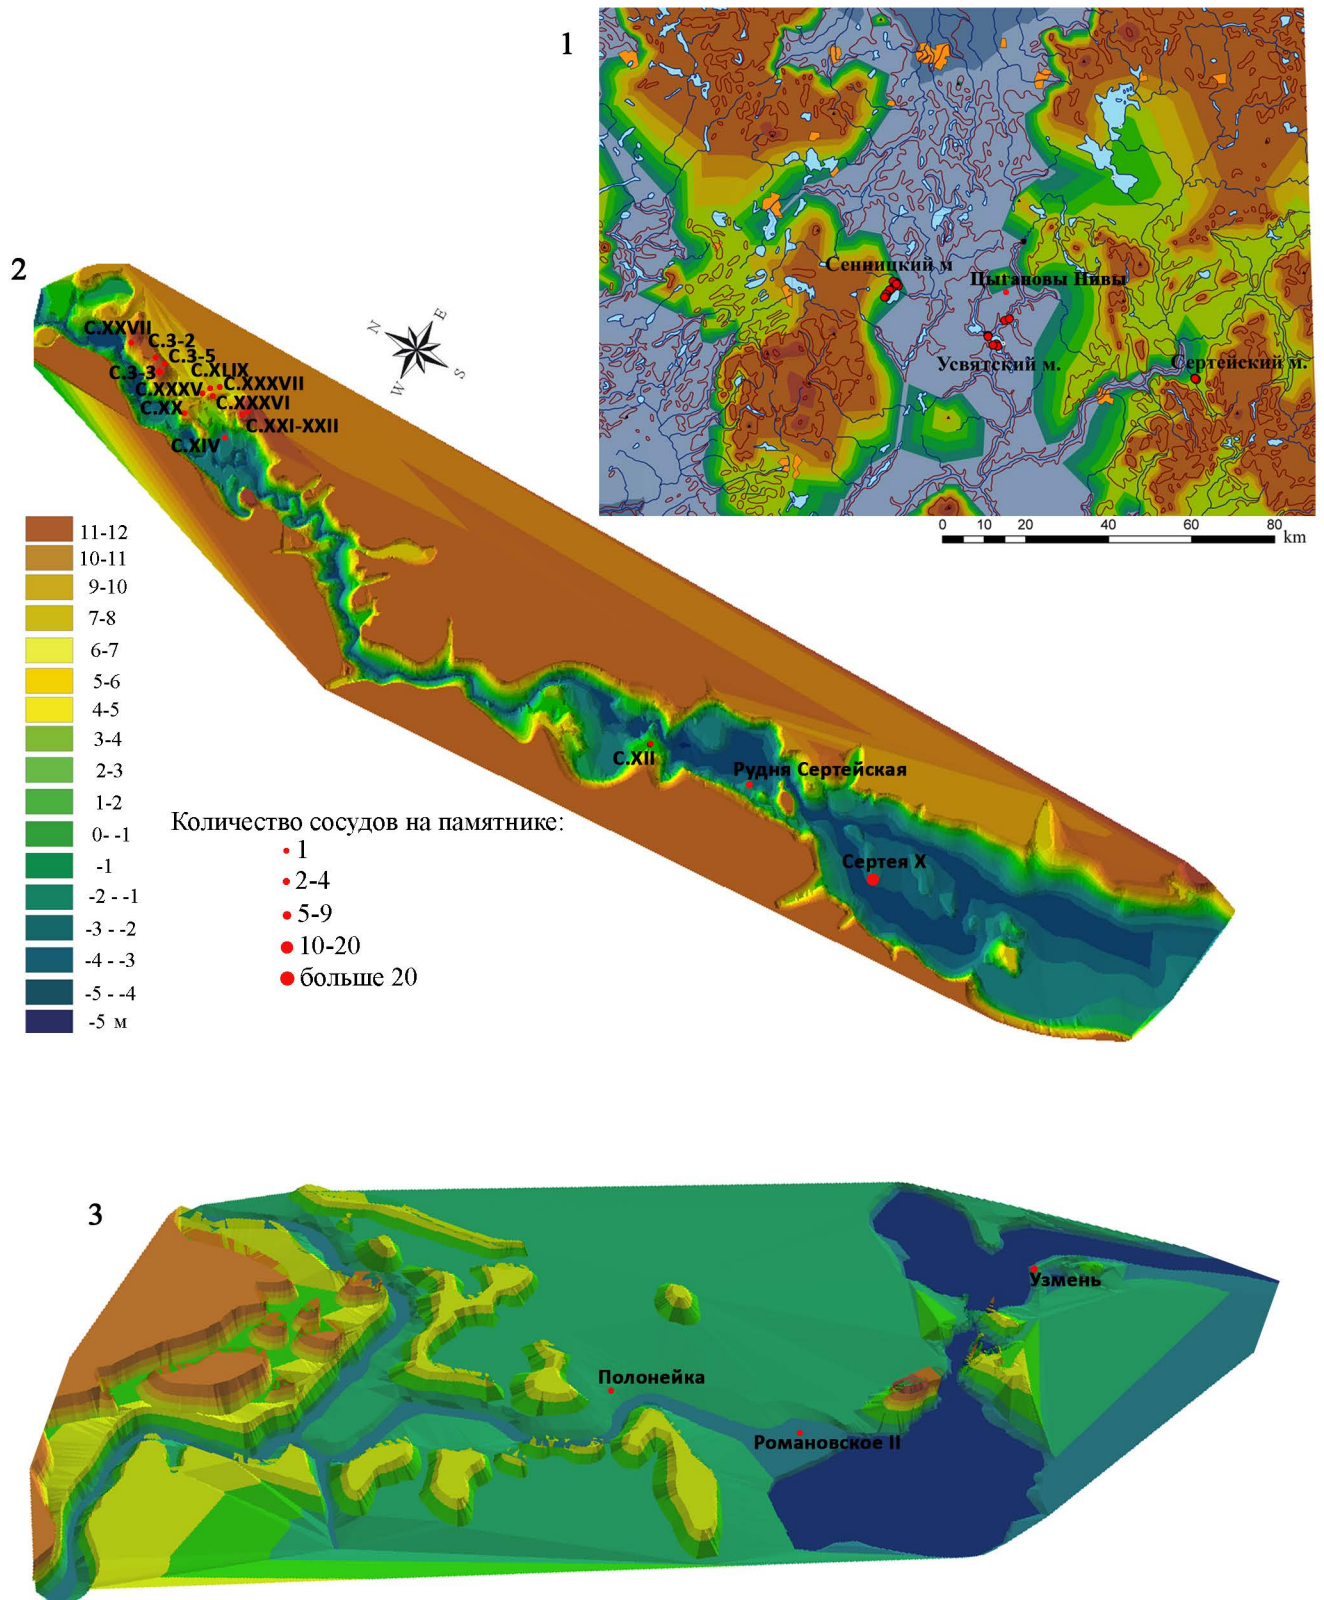 1
Сенницкий м
Цыгановы Нивы
Усвятский м.
Сертейский м.
0 10 20 40 60 80
km
2
N
E
S
W
С.XXVII
С.3-2
С.3-5
С.3-3
С.XLIX
С.XXXV
С.XXXVII
С.XX
С.XXXVI
С.XXI-XXII
С.XIV
С.XII
Рудня Сертейская
Сертея X
11-12
10-11
9-10
7-8
6-7
5-6
4-5
3-4
2-3
1-2
0- -1
-1
-2 - -1
-3 - -2
-4 - -3
-5 - -4
-5 м
Количество сосудов на памятнике:
1
2-4
5-9
10-20
больше 20
3
Узмень
Полонейка
Романовское II